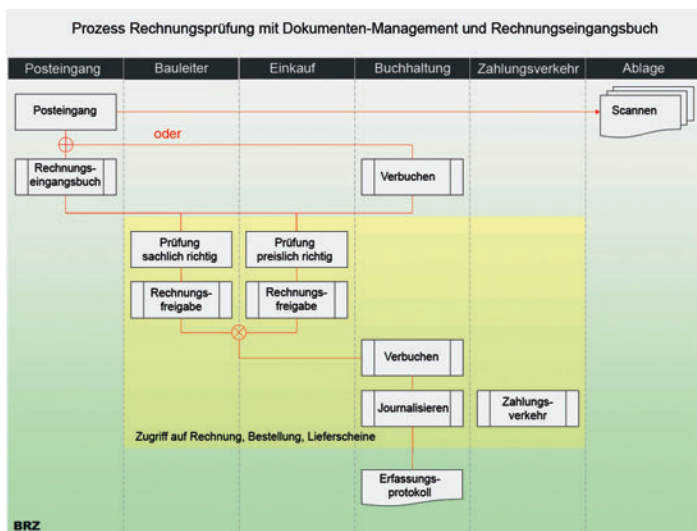 Prozess Rechnungsprüfung mit Dokumenten-Management und Rechnungseingangsbuch
Posteingang
Bauleiter
Einkauf
Buchhaltung
Zahlungsverkehr
Ablage
Posteingang
Scannen
oder
Rechnungs-
eingangsbuch
Verbuchen
Prüfung
sachlich richtig
Prüfung
preislich richtig
Rechnungs-
freigabe
Rechnungs-
freigabe
Verbuchen
Journalisieren
Zahlungs-
verkehr
Zugriff auf Rechnung, Bestellung, Lieferscheine
Erfassungs-
protokoll
BRZ